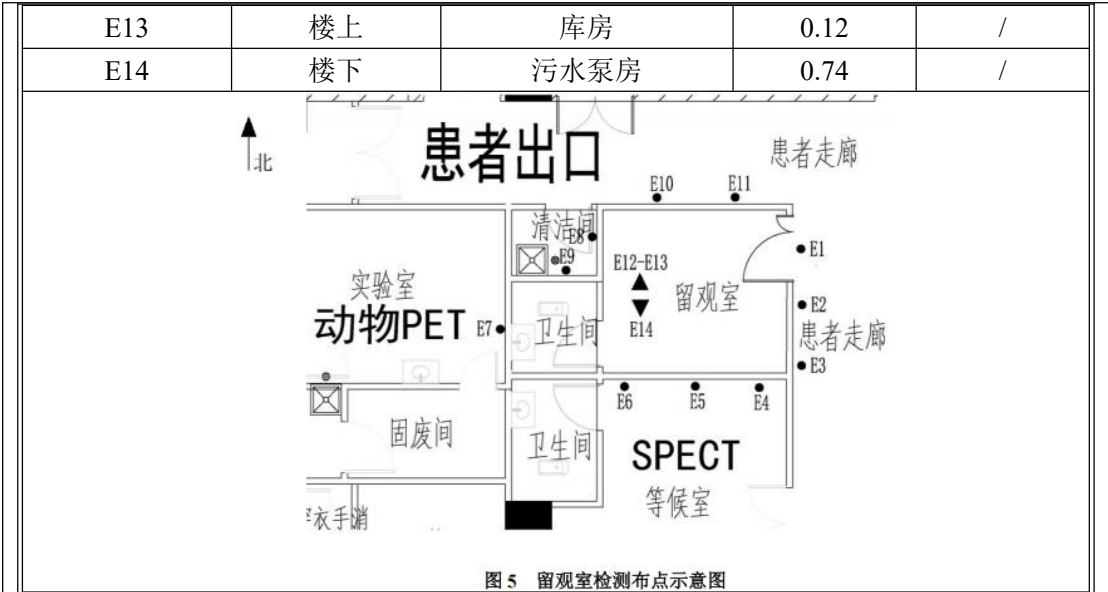 E13 楼上 库房 0.12 /
E14 楼下 污水泵房 0.74 /
患者出口
患者走廊
北
E10 E11
清洁间
E8
E1
E9
E12-E13
实验室
留观室
E2
动物PET
E7
卫生间
E14
患者走廊
E3
E6 E5 E4
固废间
卫生间
SPECT
等候室
衣手消
图 5 留观室检测布点示意图